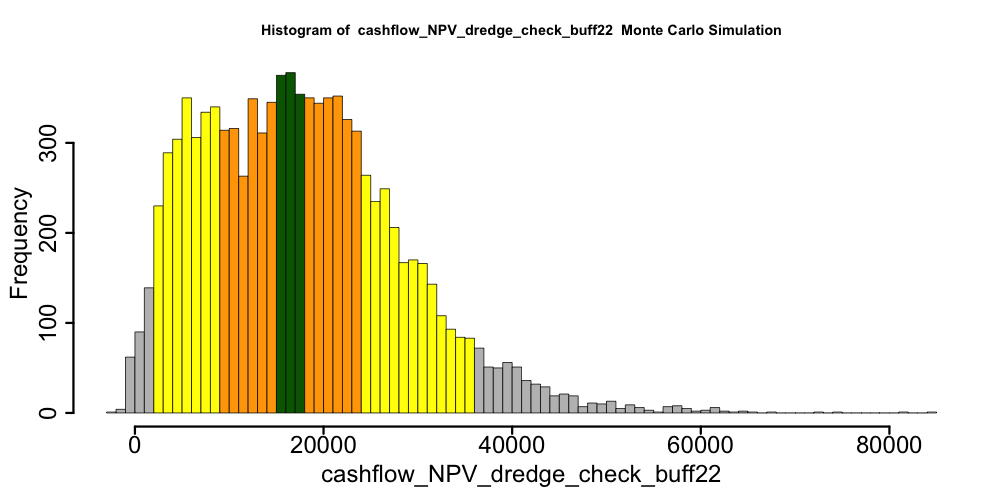 Histogram of  cashflow_NPV_dredge_check_buff22  Monte Carlo Simulation
Frequency
300
200
100
0
0 20000 40000 60000 80000
cashflow_NPV_dredge_check_buff22